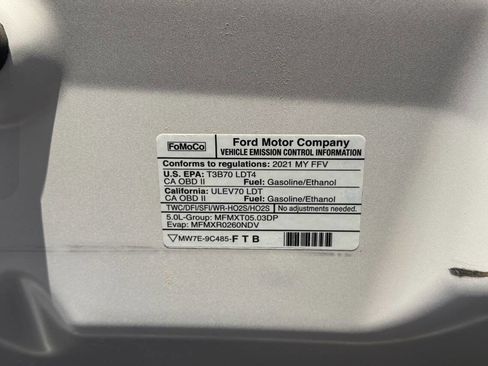 FoMoCo
Ford Motor Company
VEHICLE EMISSION CONTROL INFORMATION
Conforms to regulations: 2021 MY FFV
U.S. EPA: T3B70 LDT4
CA OBD II Fuel: Gasoline/Ethanol
California: ULEV70 LDT
CA OBD II Fuel: Gasoline/Ethanol
TWC/DFI/SFI/WR-HO2S/HO2S No adjustments needed.
5.0L-Group: MFMXT05.03DP
Evap: MFMXR0260NDV
MW7E-9C485-F T B